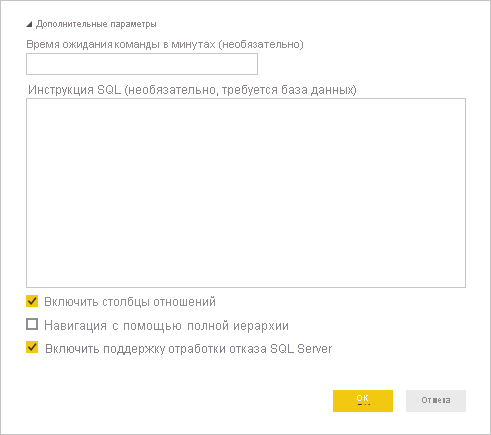 Дополнительные параметры
Время ожидания команды в минутах (необязательно)
Инструкция SQL (необязательно, требуется база данных)
Включить столбцы отношений
Навигация с помощью полной иерархии
Включить поддержку отработки отказа SQL Server
ОК
Отмена